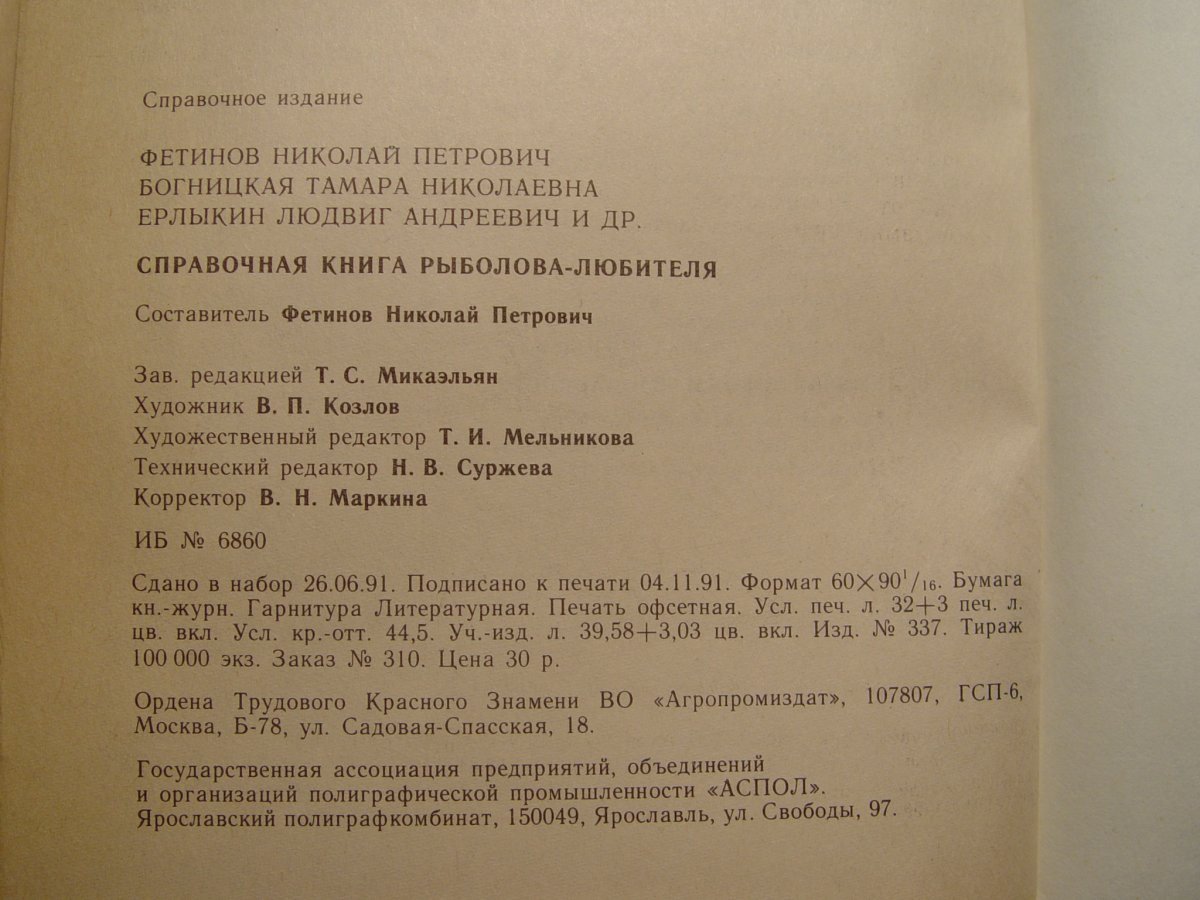 Справочное издание
ФЕТИНОВ НИКОЛАЙ ПЕТРОВИЧ
БОГНИЦКАЯ ТАМАРА НИКОЛАЕВНА
ЕРЛЫКИН ЛЮДВИГ АНДРЕЕВИЧ И ДР.
СПРАВОЧНАЯ КНИГА РЫБОЛОВА-ЛЮБИТЕЛЯ
Составитель Фетинов Николай Петрович
Зав. редакцией Т. С. Микаэльян
Художник В. П. Козлов
Художественный редактор Т. И. Мельникова
Технический редактор Н. В. Суржева
Корректор В. Н. Маркина
ИБ № 6860
Сдано в набор 26.06.91. Подписано к печати 04.11.91. Формат 60×90¹/₁₆. Бумага
кн.-журн. Гарнитура Литературная. Печать офсетная. Усл. печ. л. 32+3 печ. л.
цв. вкл. Усл. кр.-отт. 44,5. Уч.-изд. л. 39,58+3,03 цв. вкл. Изд. № 337. Тираж
100 000 экз. Заказ № 310. Цена 30 р.
Ордена Трудового Красного Знамени ВО «Агропромиздат», 107807, ГСП-6,
Москва, Б-78, ул. Садовая-Спасская, 18.
Государственная ассоциация предприятий, объединений
и организаций полиграфической промышленности «АСПОЛ».
Ярославский полиграфкомбинат, 150049, Ярославль, ул. Свободы, 97.